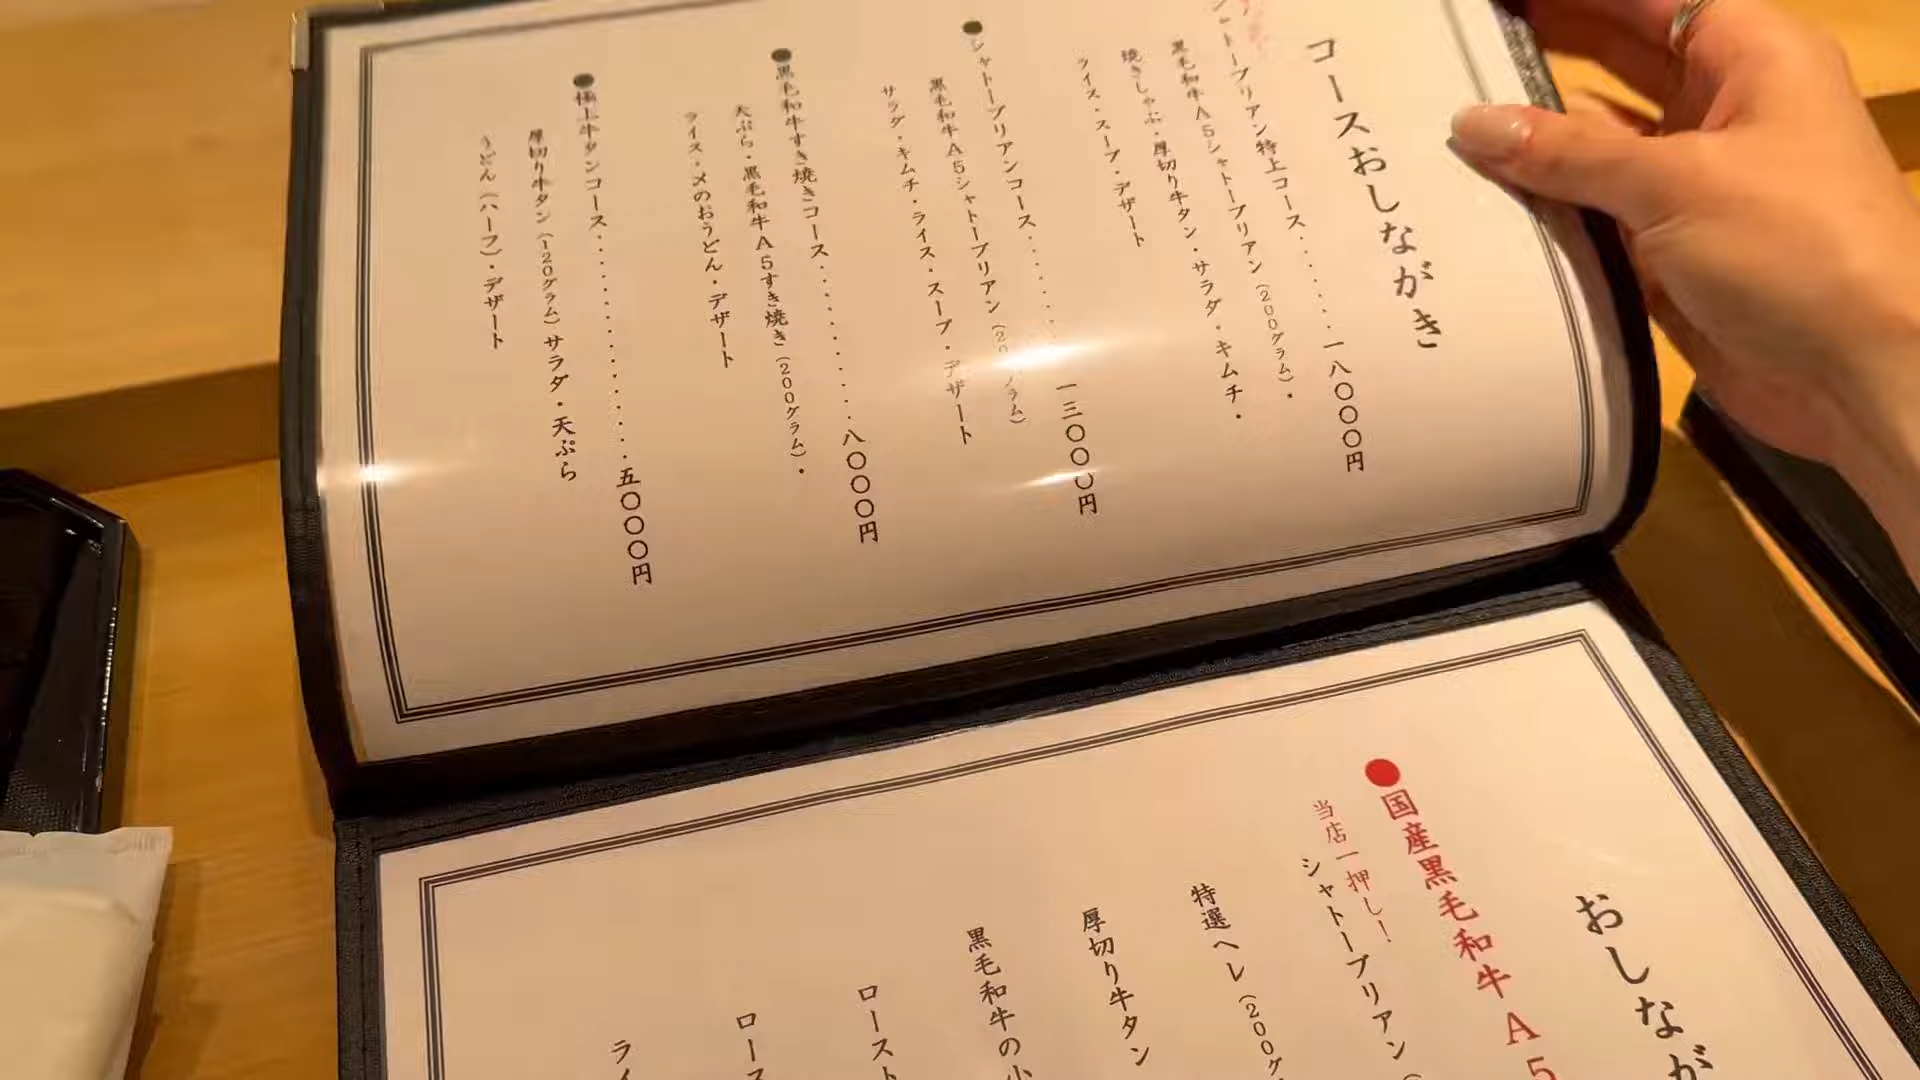 コースおしながき
シャトーブリアン特上コース・・・・・・・一八〇〇〇円
黒毛和牛A5シャトーブリアン（200グラム）・
焼きしゃぶ・厚切り牛タン・サラダ・キムチ・
ライス・スープ・デザート
●シャトーブリアンコース・・・・・・・一三〇〇〇円
黒毛和牛A5シャトーブリアン（200グラム）
サラダ・キムチ・ライス・スープ・デザート
●黒毛和牛すき焼きコース・・・・・・・・・・・・八〇〇〇円
天ぷら・黒毛和牛A5すき焼き（200グラム）・
ライス・〆のおうどん・デザート
●極上牛タンコース・・・・・・・・・・・・・・・・・五〇〇〇円
厚切り牛タン（120グラム）サラダ・天ぷら
うどん（ハーフ）・デザート
おしなが
●国産黒毛和牛A5
当店一押し！
シャトーブリアン（
特選ヘレ（200グ
厚切り牛タン
黒毛和牛の小
ロースト
ロース
ライ